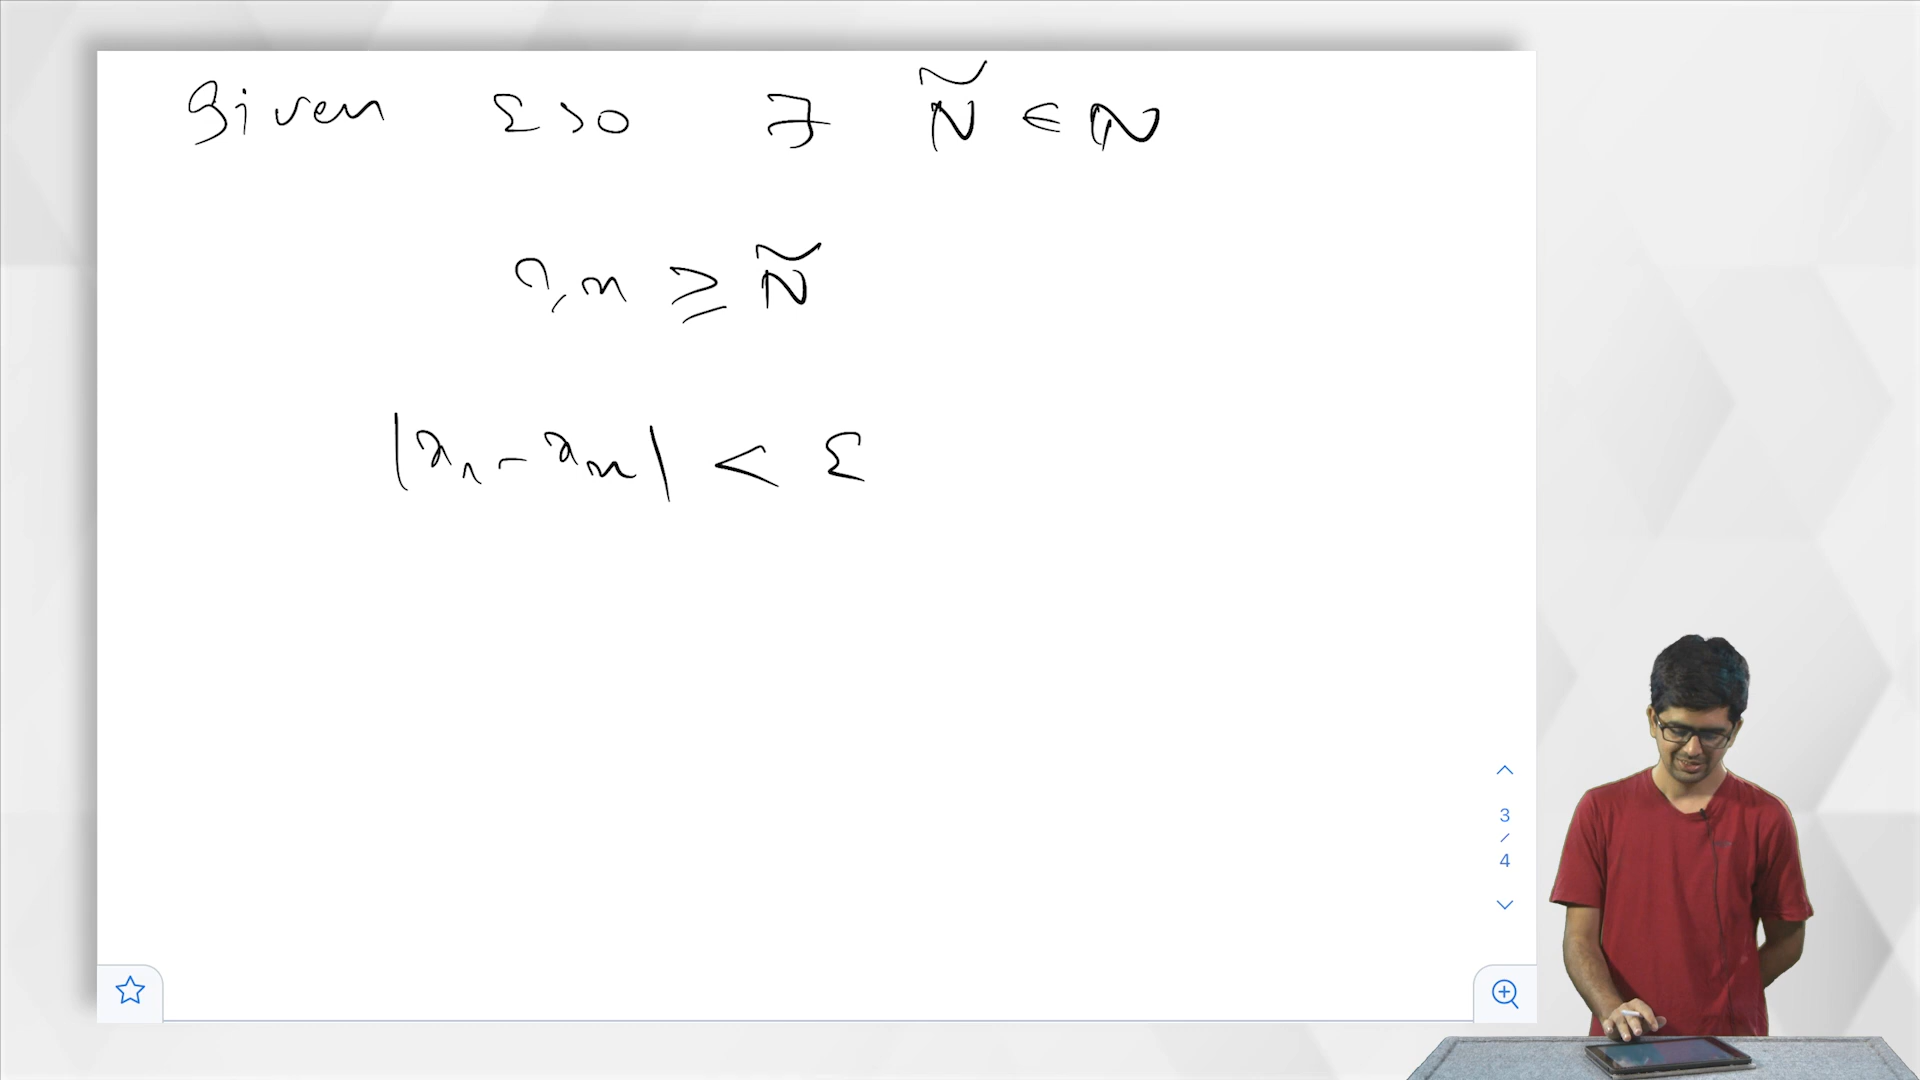 Given ε>0 ∃ Ñ ∈ ℕ
n,m ≥ Ñ
|xₙ - xₘ| < ε
3
/
4